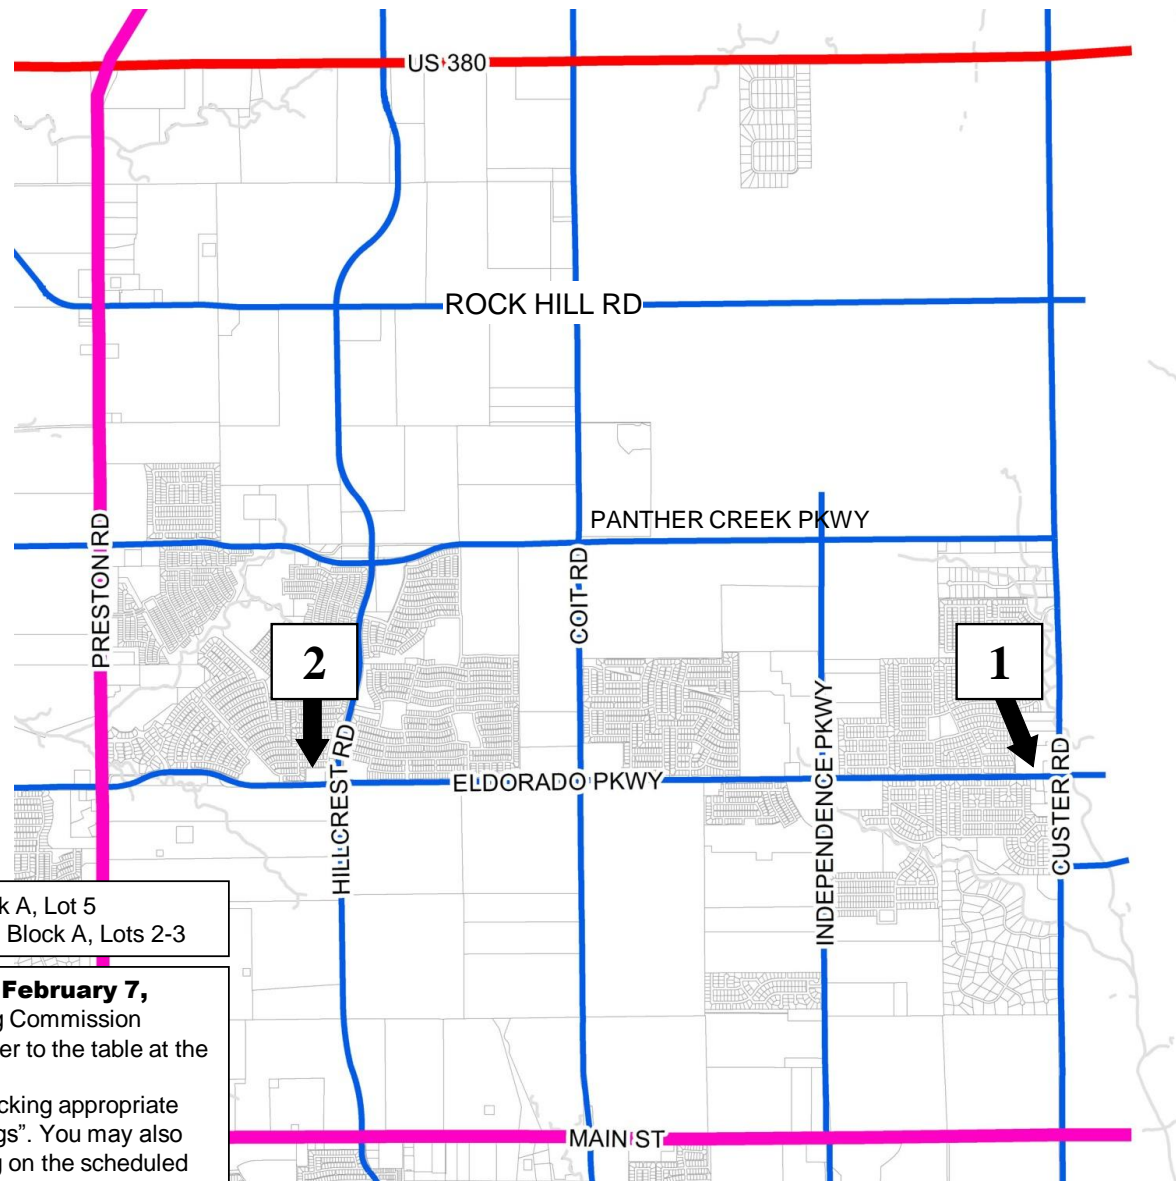 US 380
ROCK HILL RD
PANTHER CREEK PKWY
PRESTON RD
COIT RD
2
1
INDEPENDENCE PKWY
HILLCREST RD
ELDORADO PKWY
CUSTER RD
k A, Lot 5
Block A, Lots 2-3
February 7,
g Commission
er to the table at the
cking appropriate
gs”. You may also
g on the scheduled
MAIN ST